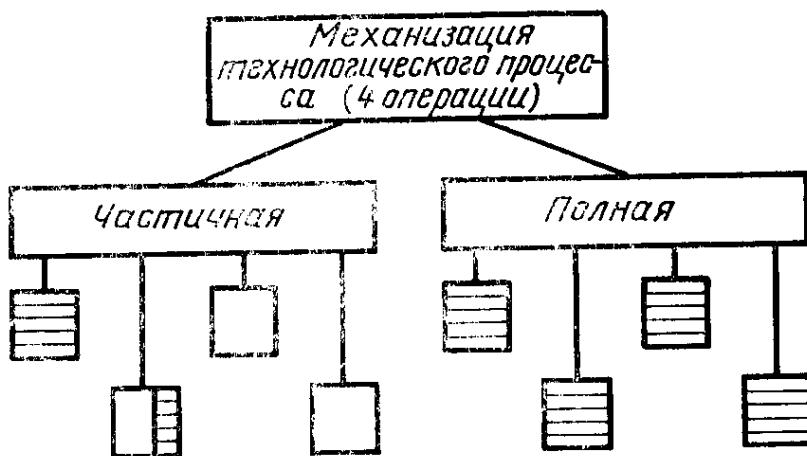 Механизация
технологического процес-
са (4 операции)
Частичная
Полная